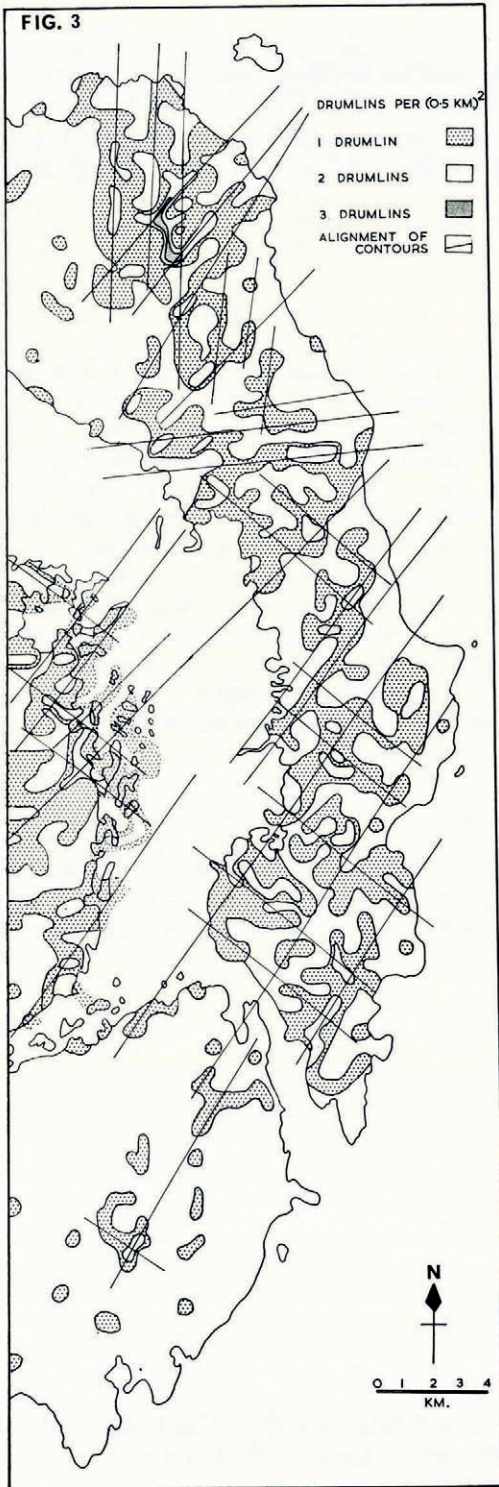 FIG. 3
DRUMLINS PER (0·5 KM.)²
1 DRUMLIN
2 DRUMLINS
3 DRUMLINS
ALIGNMENT OF
CONTOURS
N
0 1 2 3 4
KM.